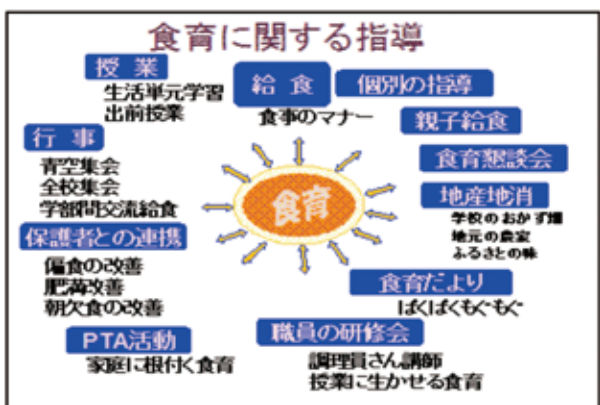 食育に関する指導
授業
生活単元学習
出前授業
給食
食事のマナー
個別の指導
親子給食
行事
青空集会
全校集会
学部間交流給食
食育懇談会
食育
地産地消
学校のおかず畑
地元の農家
ふるさとの味
保護者との連携
偏食の改善
肥満改善
朝欠食の改善
食育だより
ぱくぱくもぐもぐ
PTA活動
家庭に根付く食育
職員の研修会
調理員さん講師
授業に生かせる食育